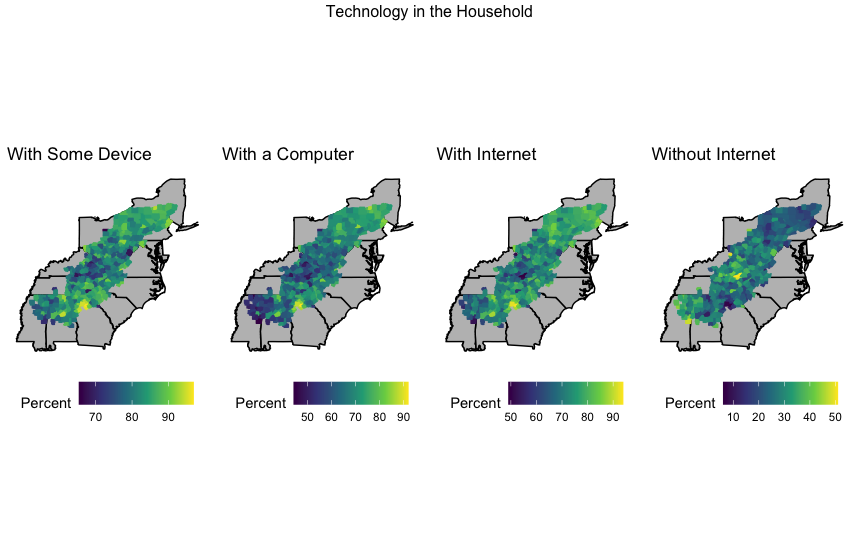 Technology in the Household
With Some Device
With a Computer
With Internet
Without Internet
Percent
70 80 90
Percent
50 60 70 80 90
Percent
50 60 70 80 90
Percent
10 20 30 40 50